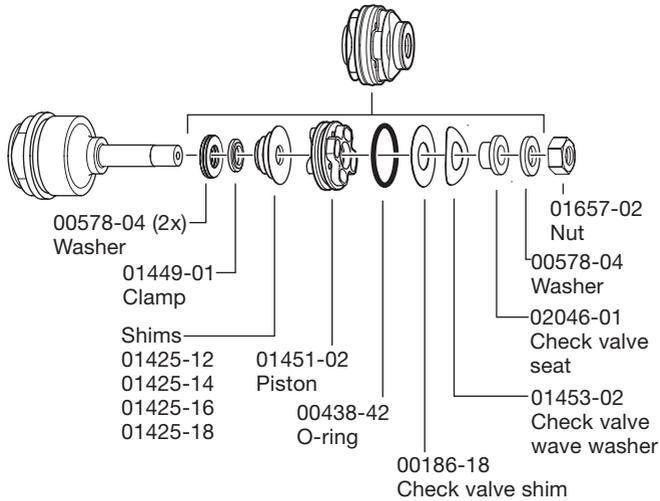 00578-04 (2x)
Washer
01449-01
Clamp
Shims
01425-12
01425-14
01425-16
01425-18
01451-02
Piston
00438-42
O-ring
00186-18
Check valve shim
01657-02
Nut
00578-04
Washer
02046-01
Check valve
seat
01453-02
Check valve
wave washer